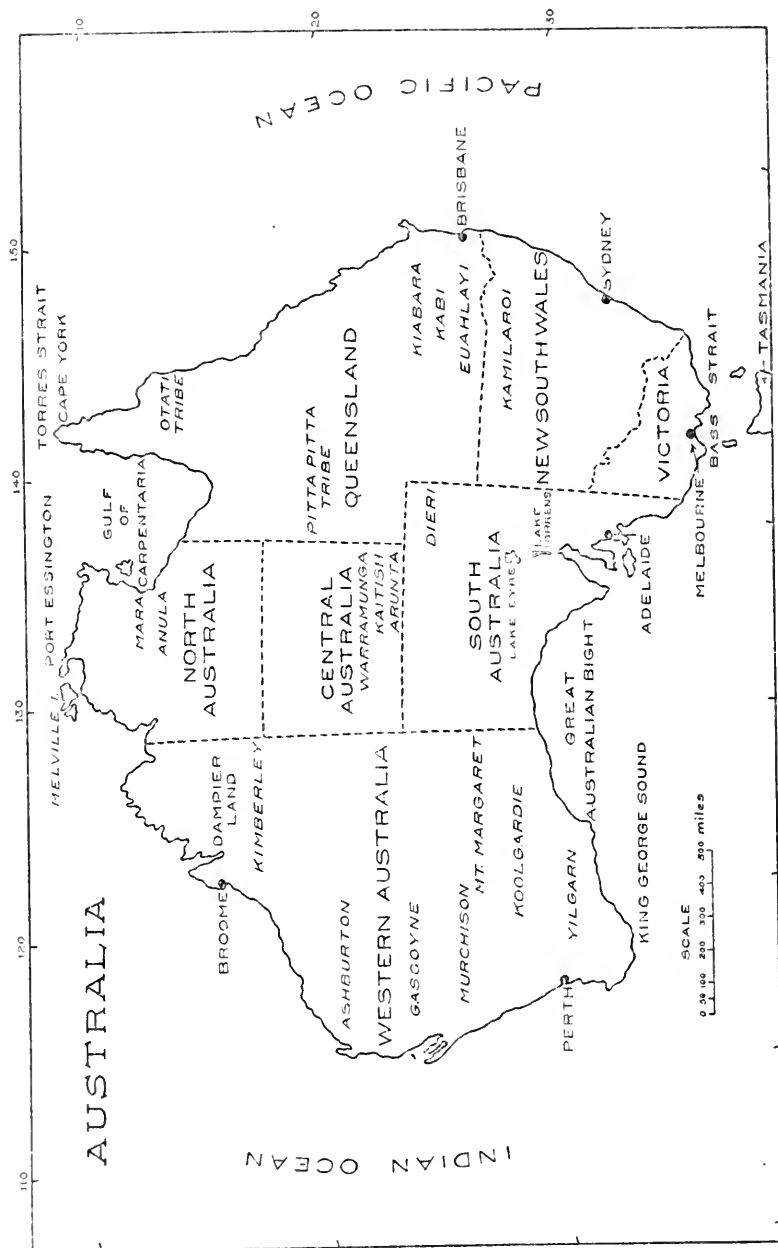 AUSTRALIA
110
120
130
140
150
10
20
30
INDIAN OCEAN
PACIFIC OCEAN
MELVILLE I.
PORT ESSINGTON
TORRES STRAIT
CAPE YORK
GULF
OF
CARPENTARIA
MARA
ANULA
OTATI
TRIBE
NORTH
AUSTRALIA
BROOME
DAMPIER
LAND
KIMBERLEY
PITTA PITTA
TRIBE
QUEENSLAND
CENTRAL
AUSTRALIA
WARRAMUNGA
KAITISH
ARUNTA
ASHBURTON
WESTERN AUSTRALIA
GASCOYNE
KIABARA
KABI
EUAHLAYI
BRISBANE
DIERI
MURCHISON
MT. MARGARET
KOOLGARDIE
SOUTH
AUSTRALIA
LAKE EYRE
LAKE
TORRENS
KAMILAROI
NEW SOUTH WALES
SYDNEY
PERTH
YILGARN
GREAT
AUSTRALIAN BIGHT
ADELAIDE
VICTORIA
KING GEORGE SOUND
MELBOURNE
BASS STRAIT
TASMANIA
SCALE
0 50 100 200 300 400 500 miles